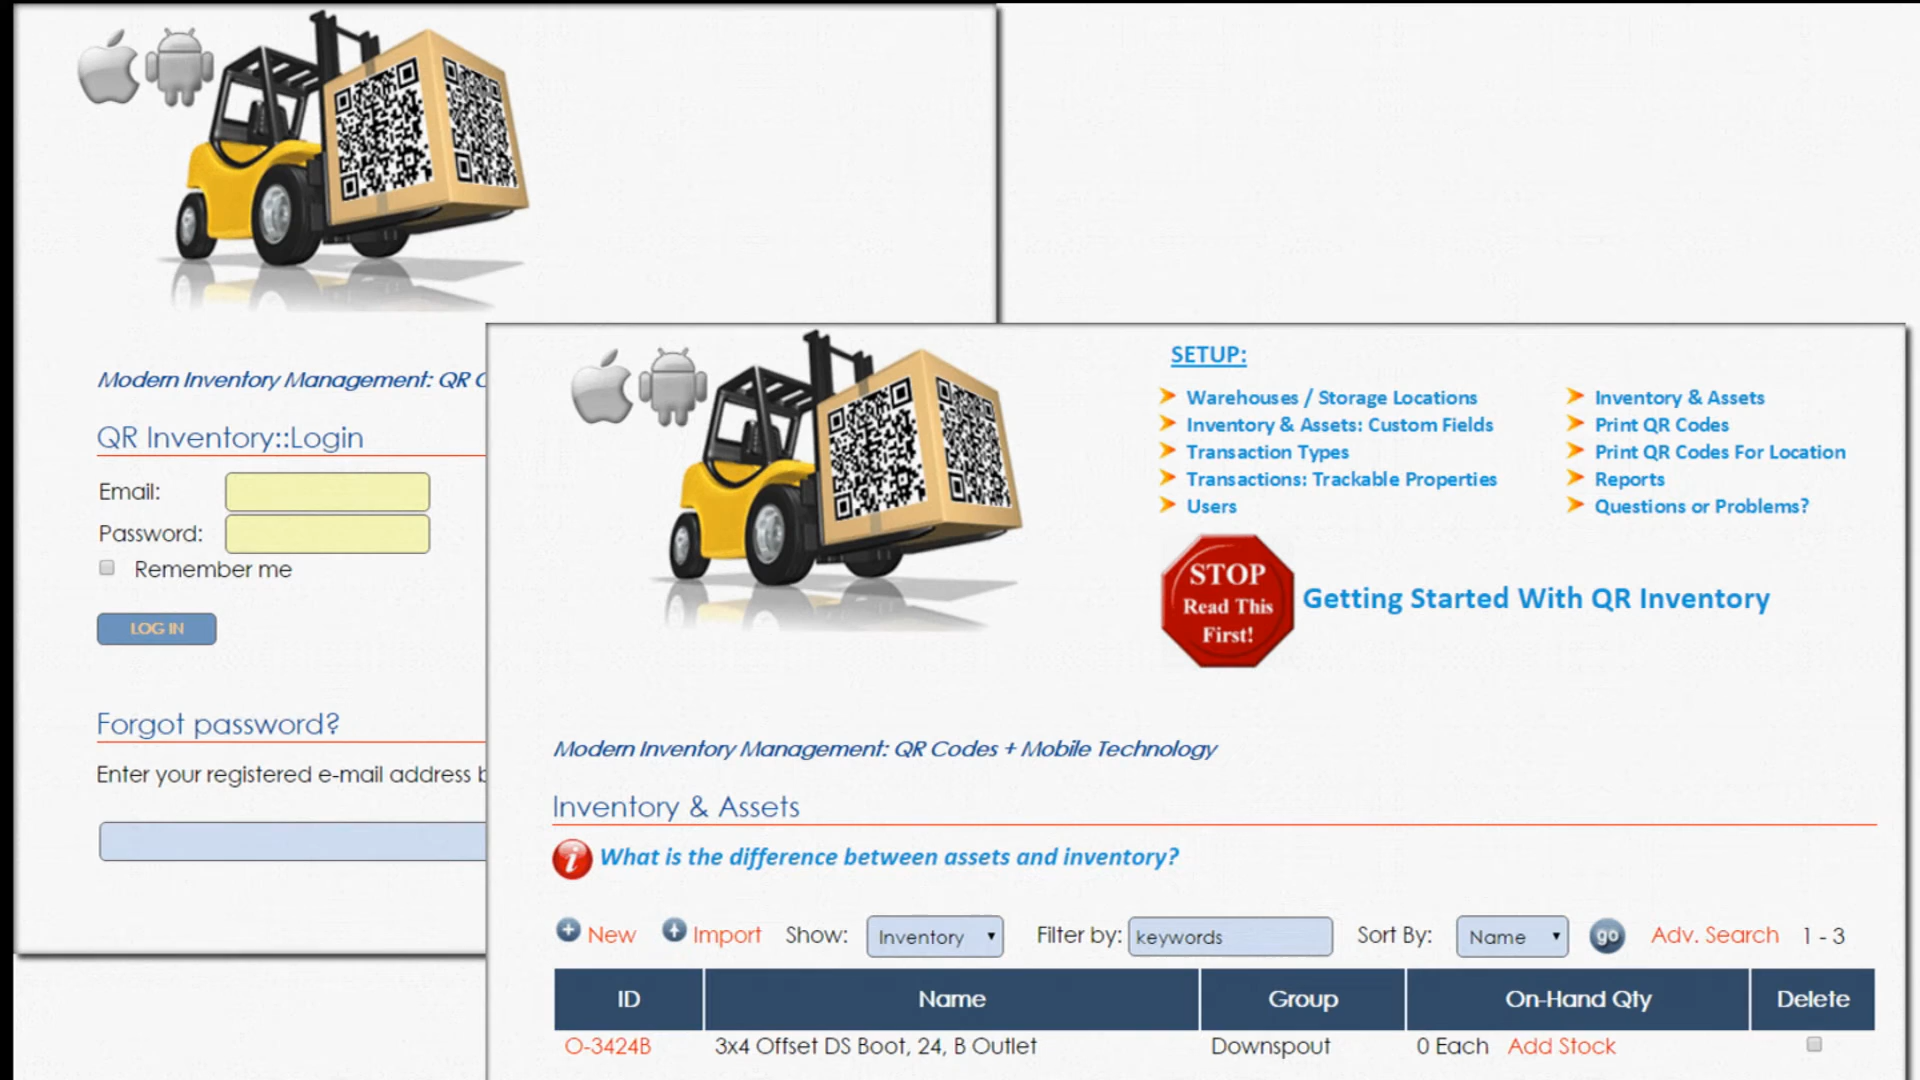 Modern Inventory Management: QR C
QR Inventory::Login
Email:
Password:
Remember me
LOG IN
Forgot password?
Enter your registered e-mail address b
SETUP:
Warehouses / Storage Locations
Inventory & Assets: Custom Fields
Transaction Types
Transactions: Trackable Properties
Users
Inventory & Assets
Print QR Codes
Print QR Codes For Location
Reports
Questions or Problems?
STOP
Read This
First!
Getting Started With QR Inventory
Modern Inventory Management: QR Codes + Mobile Technology
Inventory & Assets
What is the difference between assets and inventory?
New Import Show: Inventory Filter by: keywords Sort By: Name go Adv. Search 1 - 3
ID Name Group On-Hand Qty Delete
O-3424B 3x4 Offset DS Boot, 24, B Outlet Downspout 0 Each Add Stock